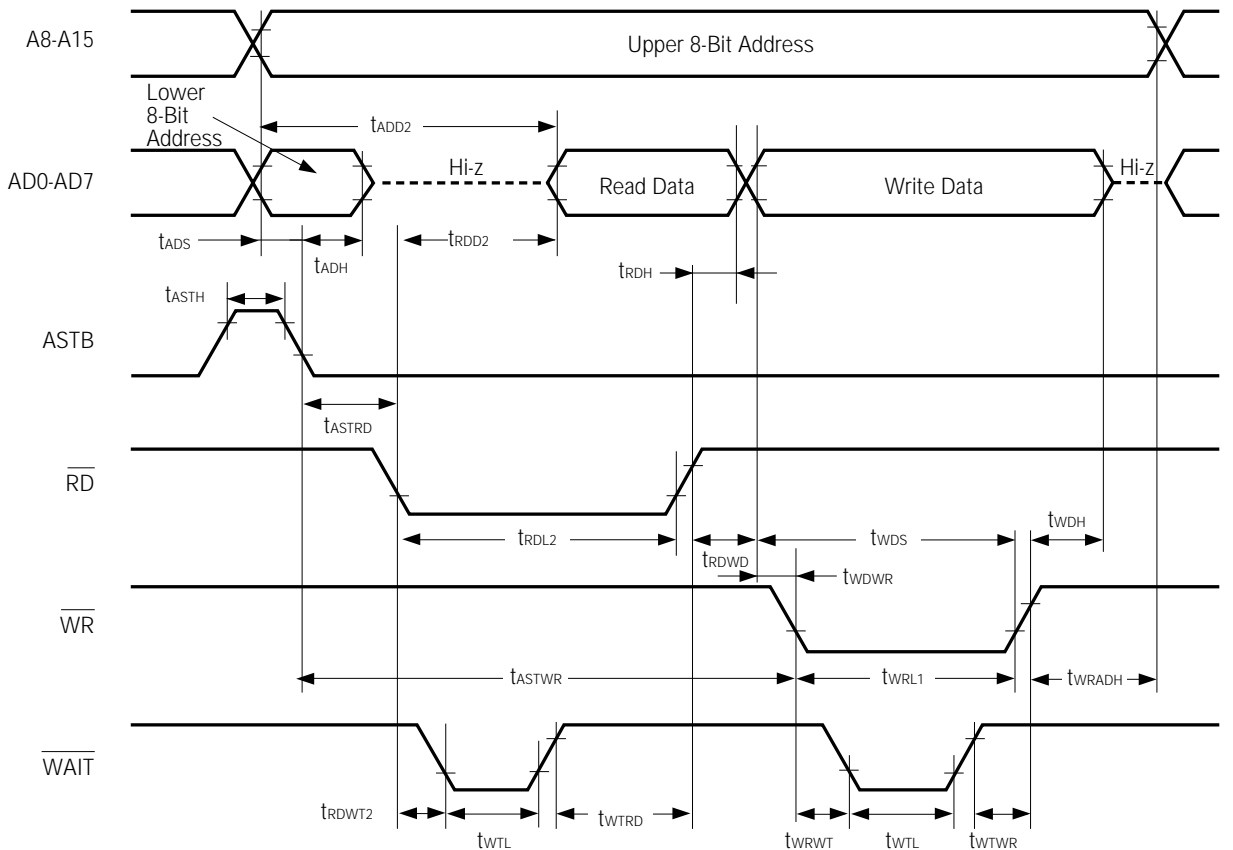 A8-A15
Upper 8-Bit Address
Lower
8-Bit
Address
tADD2
AD0-AD7
Hi-z
Read Data
Write Data
Hi-z
tADS
tADH
tRDD2
tRDH
tASTH
ASTB
tASTRD
RD
tRDL2
tRDWD
tWDS
tWDH
tWDWR
WR
tASTWR
tWRL1
tWRADH
WAIT
tRDWT2
tWTL
tWTRD
tWRWT
tWTL
tWTWR